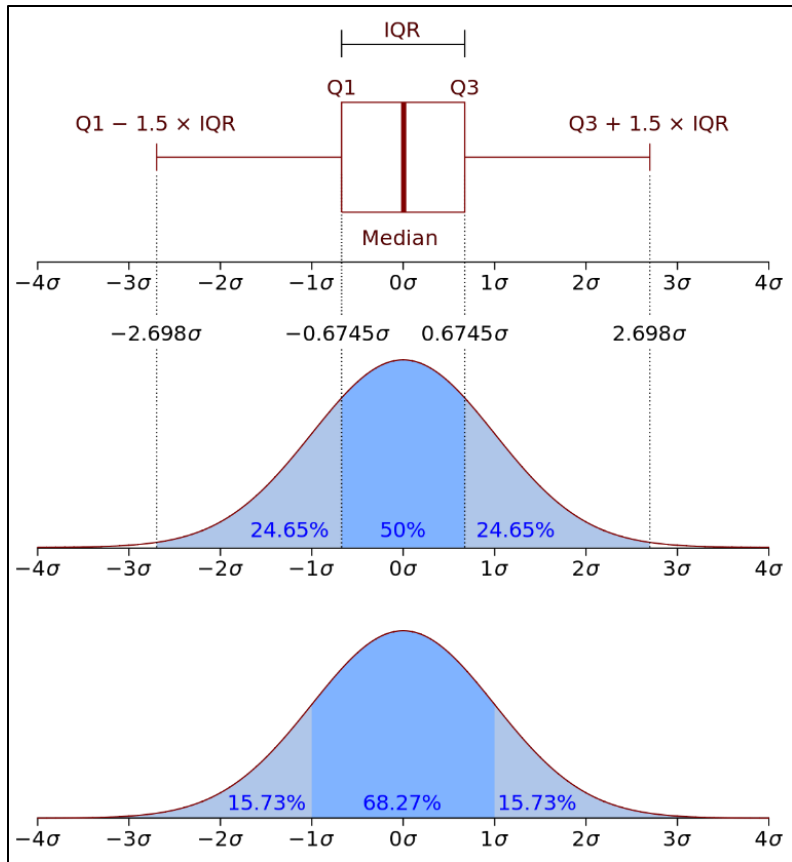 IQR
Q1 Q3
Q1 − 1.5 × IQR Q3 + 1.5 × IQR
Median
−4σ −3σ −2σ −1σ 0σ 1σ 2σ 3σ 4σ
−2.698σ −0.6745σ 0.6745σ 2.698σ
24.65% 50% 24.65%
−4σ −3σ −2σ −1σ 0σ 1σ 2σ 3σ 4σ
15.73% 68.27% 15.73%
−4σ −3σ −2σ −1σ 0σ 1σ 2σ 3σ 4σ